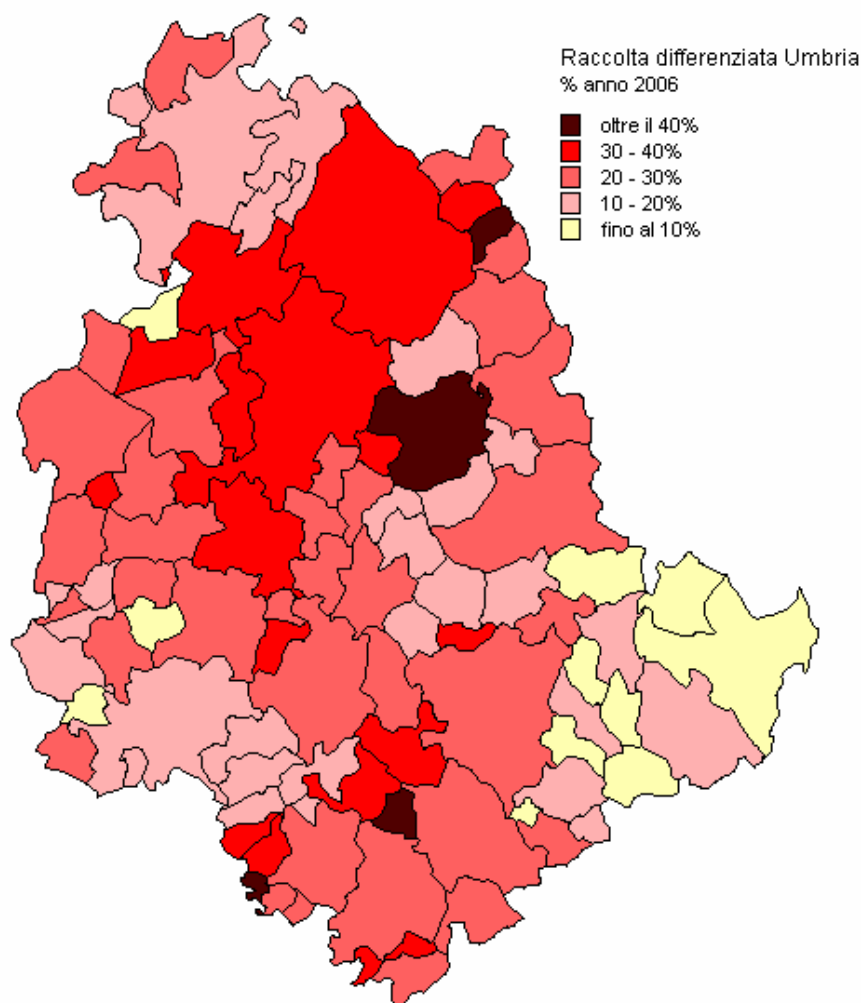 Raccolta differenziata Umbria
% anno 2006
oltre il 40%
30 - 40%
20 - 30%
10 - 20%
fino al 10%